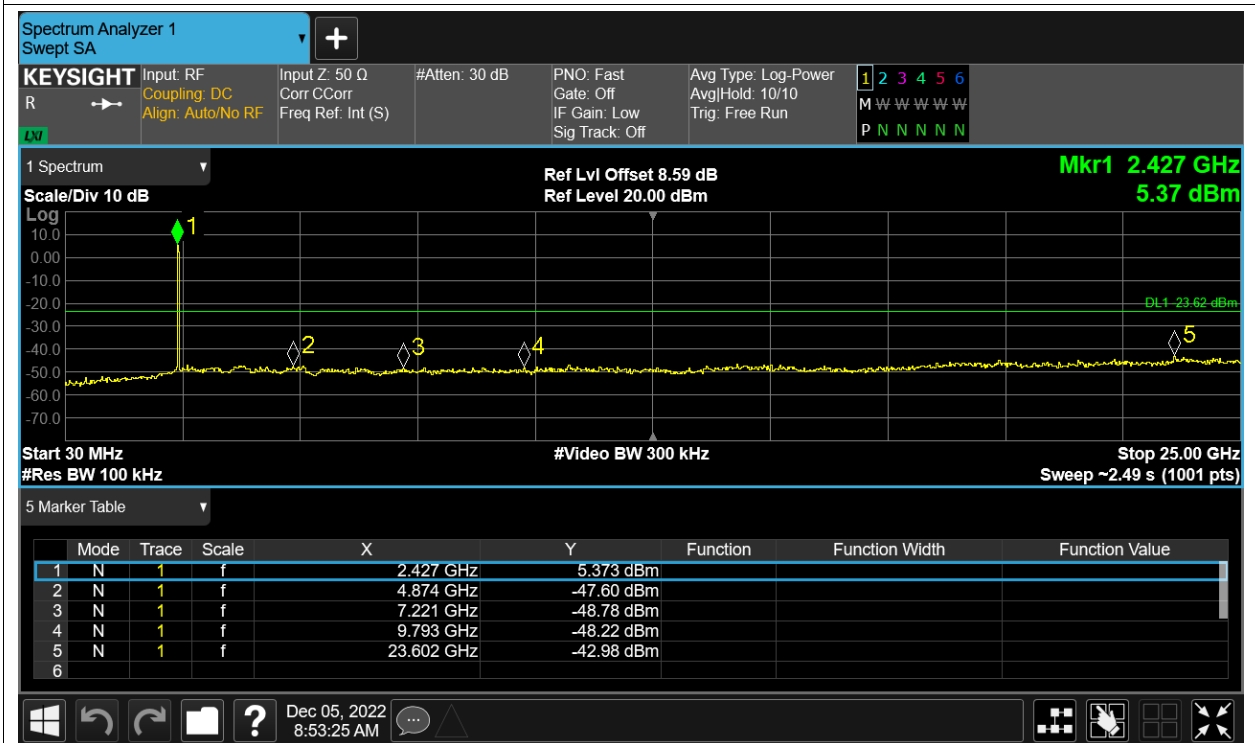 Spectrum Analyzer 1
Swept SA
KEYSIGHT
R
LXI
Input: RF
Coupling: DC
Align: Auto/No RF
Input Z: 50 Ω
Corr CCorr
Freq Ref: Int (S)
#Atten: 30 dB
PNO: Fast
Gate: Off
IF Gain: Low
Sig Track: Off
Avg Type: Log-Power
Avg|Hold: 10/10
Trig: Free Run
1 2 3 4 5 6
M W W W W W
P N N N N N
1 Spectrum
Scale/Div 10 dB
Ref Lvl Offset 8.59 dB
Ref Level 20.00 dBm
Mkr1 2.427 GHz
5.37 dBm
Log
10.0
0.00
-10.0
-20.0
-30.0
-40.0
-50.0
-60.0
-70.0
1
2
3
4
5
DL1 23.62 dBm
Start 30 MHz
#Video BW 300 kHz
Stop 25.00 GHz
#Res BW 100 kHz
Sweep ~2.49 s (1001 pts)
5 Marker Table
Mode Trace Scale X Y Function Function Width Function Value
1 N 1 f 2.427 GHz 5.373 dBm
2 N 1 f 4.874 GHz -47.60 dBm
3 N 1 f 7.221 GHz -48.78 dBm
4 N 1 f 9.793 GHz -48.22 dBm
5 N 1 f 23.602 GHz -42.98 dBm
6
?
Dec 05, 2022
8:53:25 AM